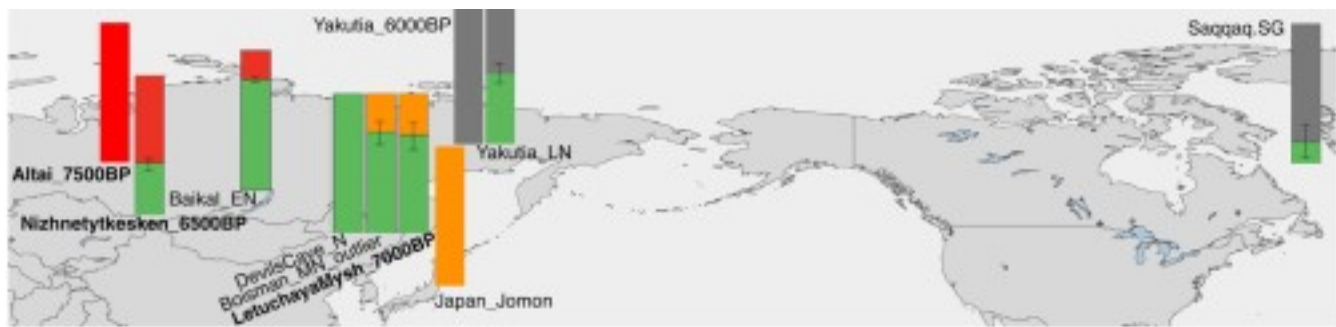 Yakutia_6000BP
Saqqaq.SG
Yakutia_LN
Altai_7500BP
Baikal_EN
Nizhnetytkesken_6500BP
DevilsCave_N
Boisman_MN_outlier
LetuchayaMysh_7000BP
Japan_Jomon